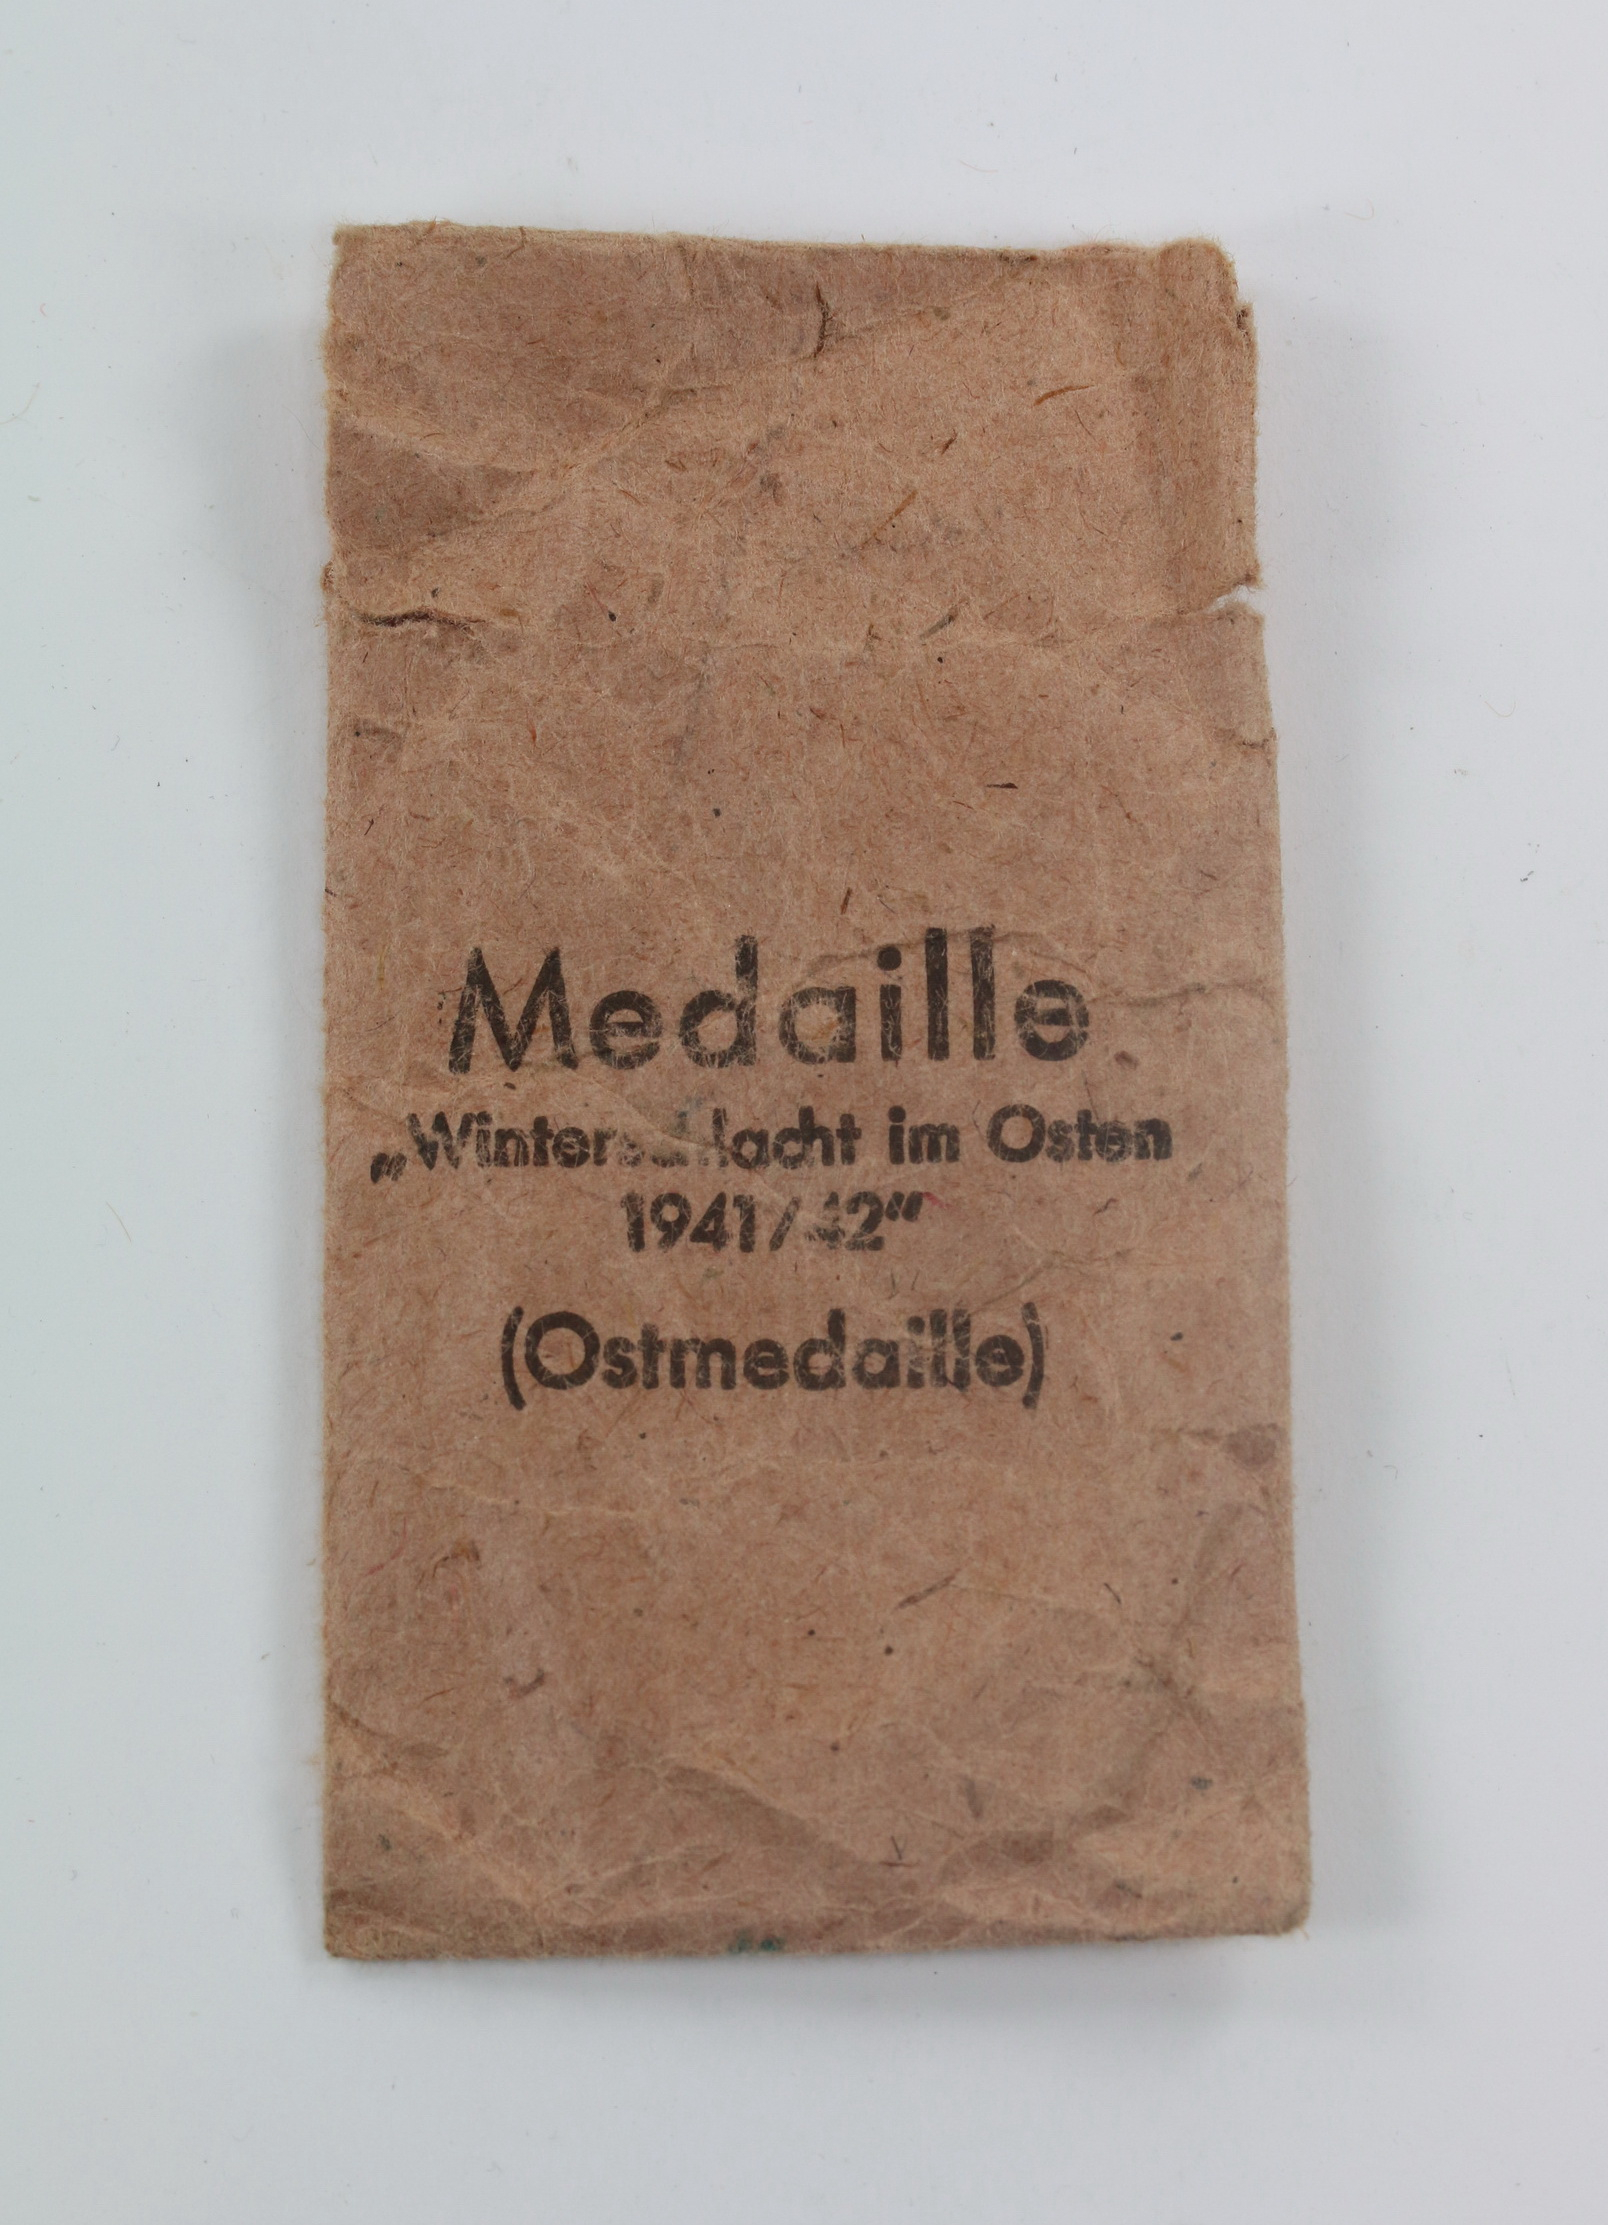 Medaille
„Winterschlacht im Osten
1941/42“
(Ostmedaille)